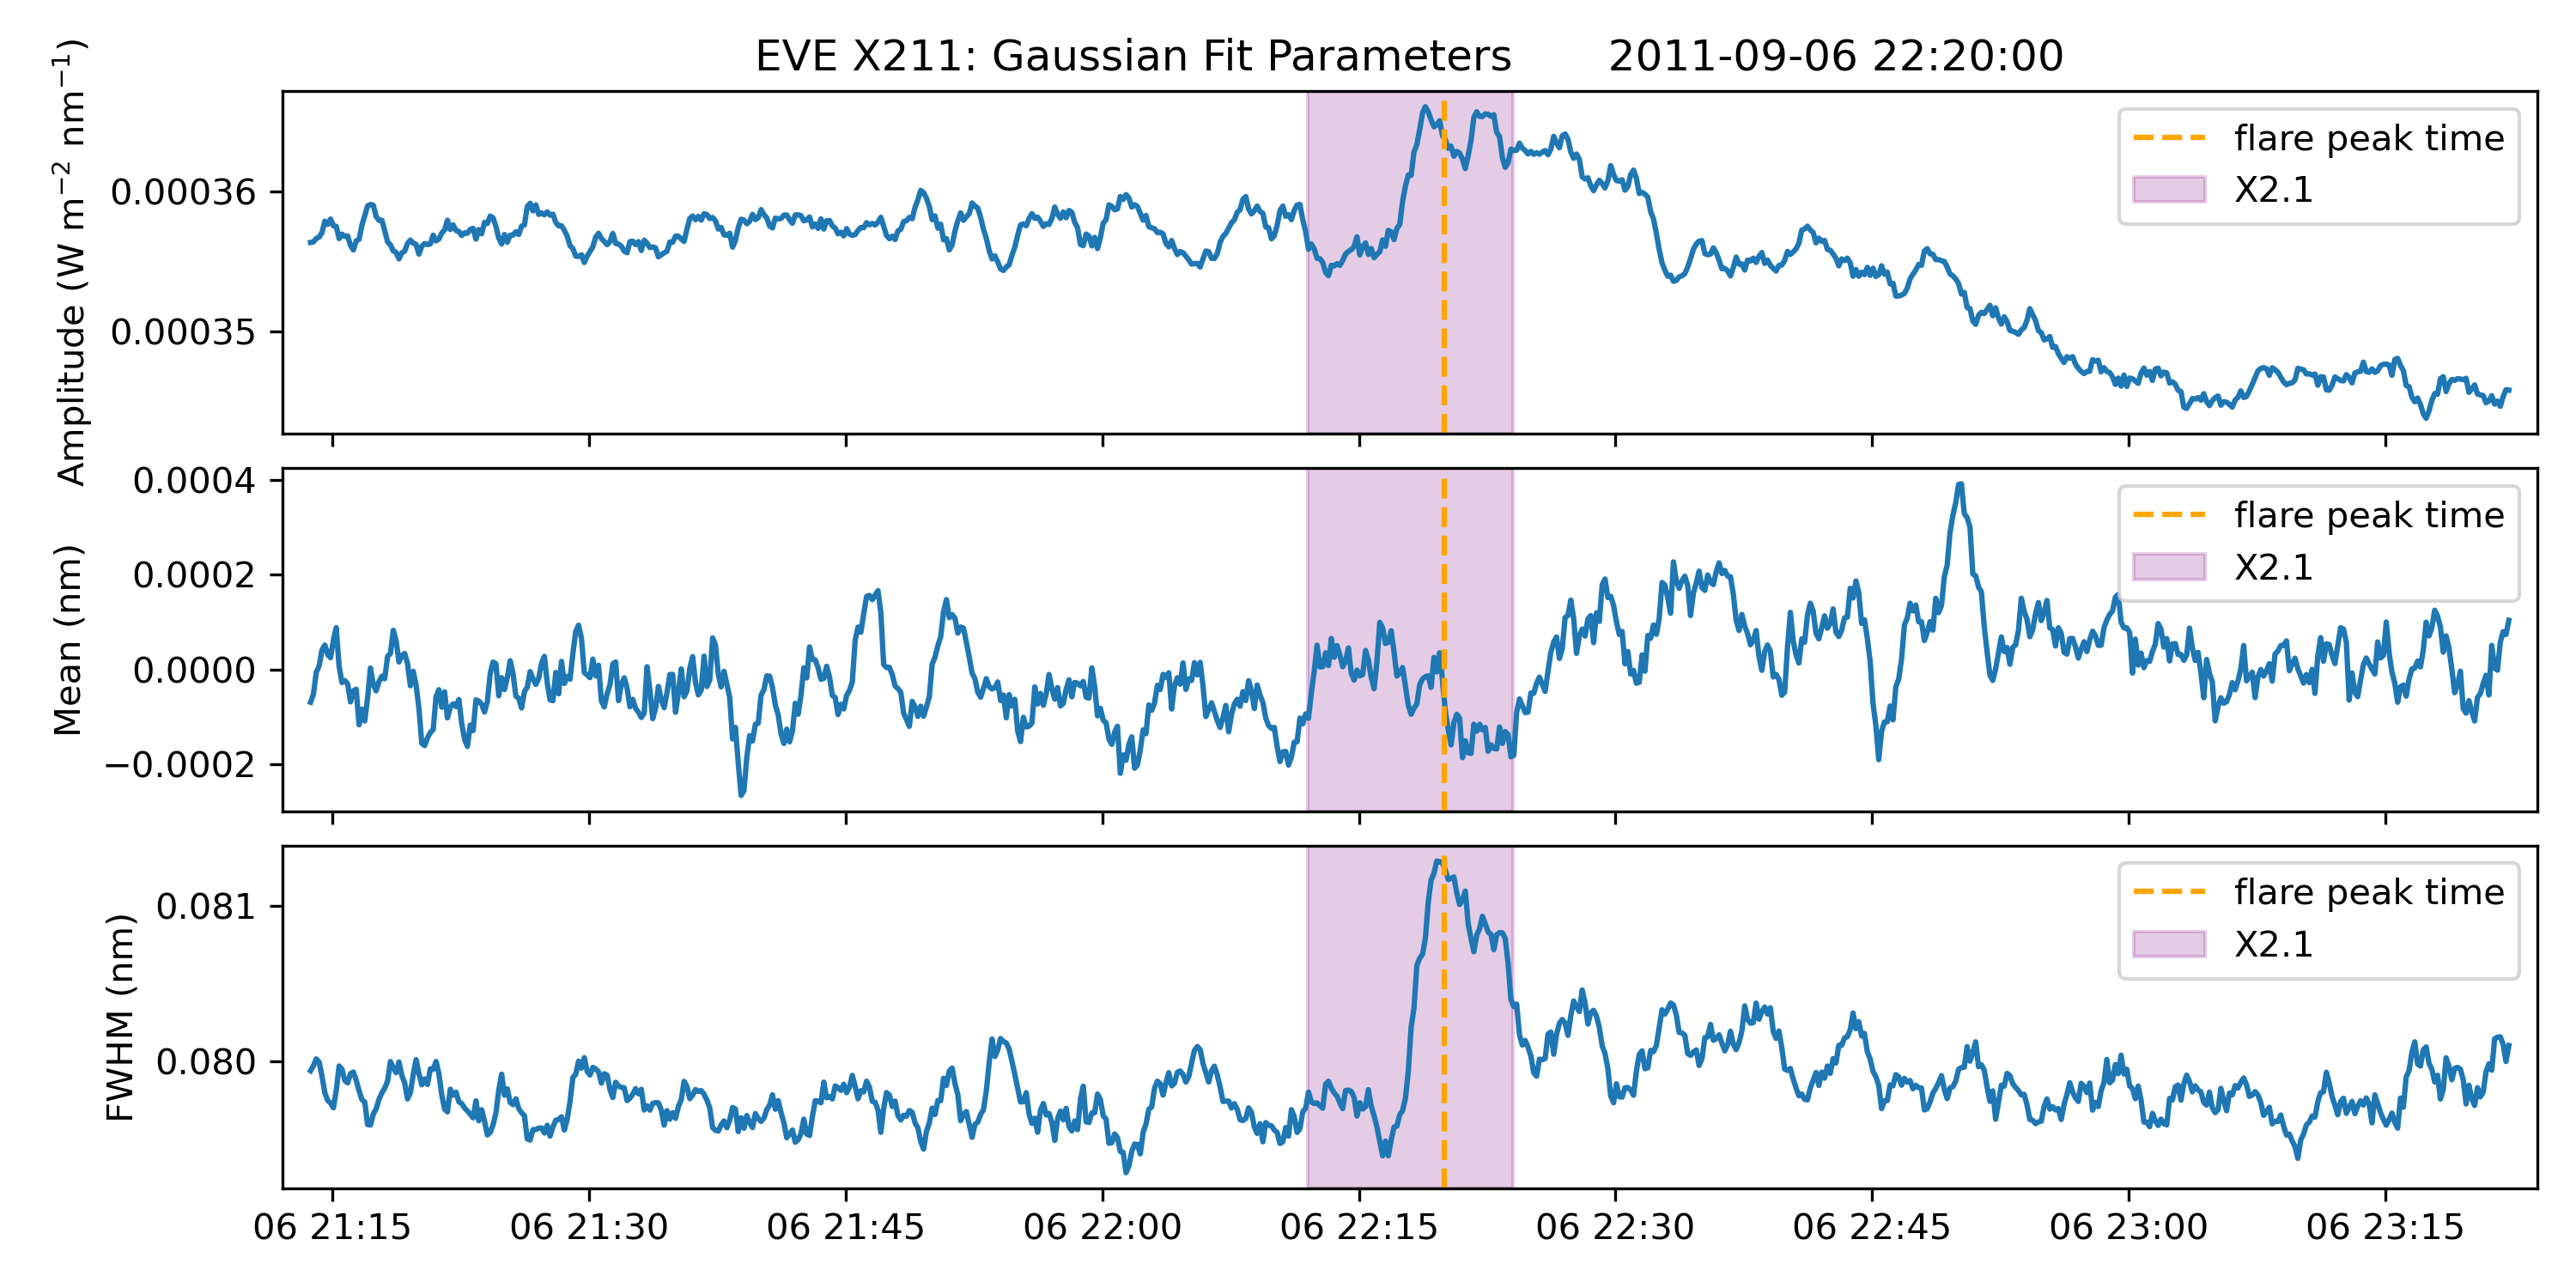 EVE X211: Gaussian Fit Parameters 2011-09-06 22:20:00
Amplitude (W m⁻² nm⁻¹)
0.00036
0.00035
flare peak time
X2.1
Mean (nm)
0.0004
0.0002
0.0000
−0.0002
flare peak time
X2.1
FWHM (nm)
0.081
0.080
flare peak time
X2.1
06 21:15 06 21:30 06 21:45 06 22:00 06 22:15 06 22:30 06 22:45 06 23:00 06 23:15